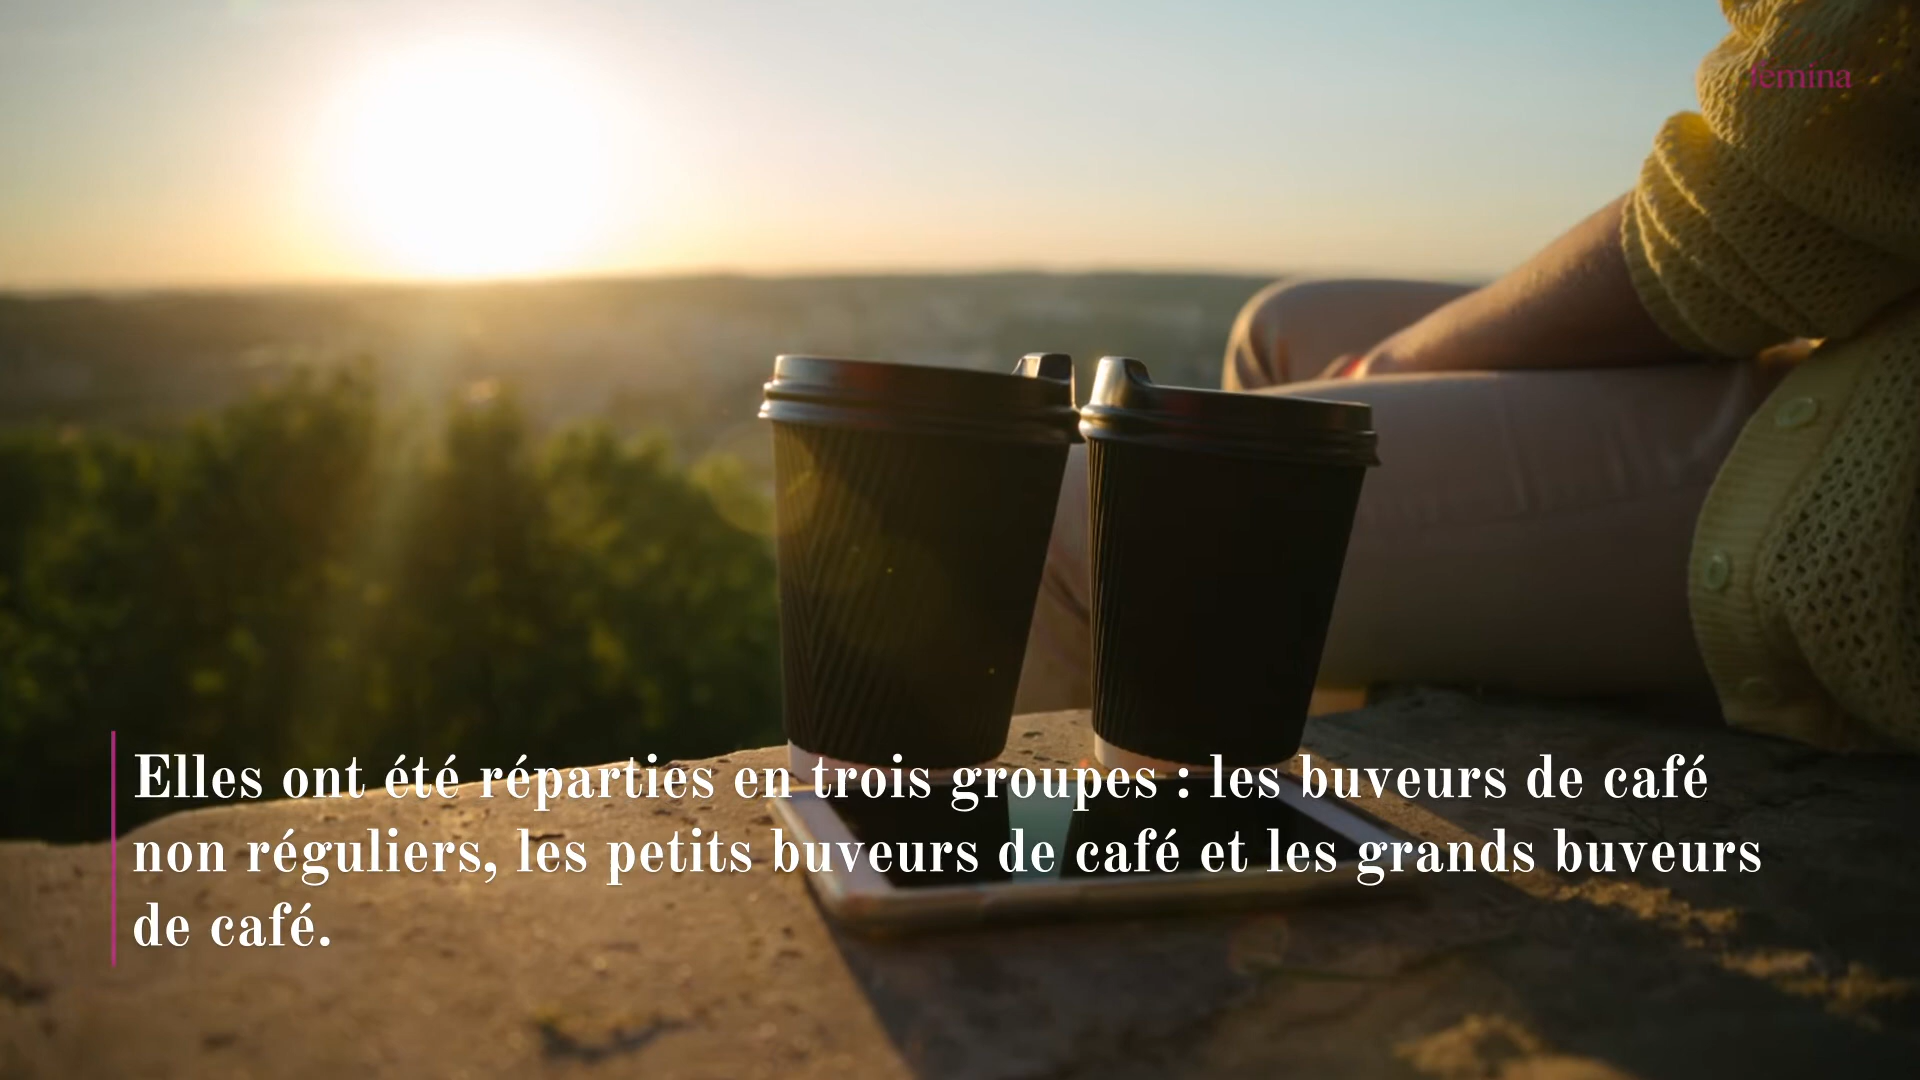 femina
Elles ont été réparties en trois groupes : les buveurs de café
non réguliers, les petits buveurs de café et les grands buveurs
de café.